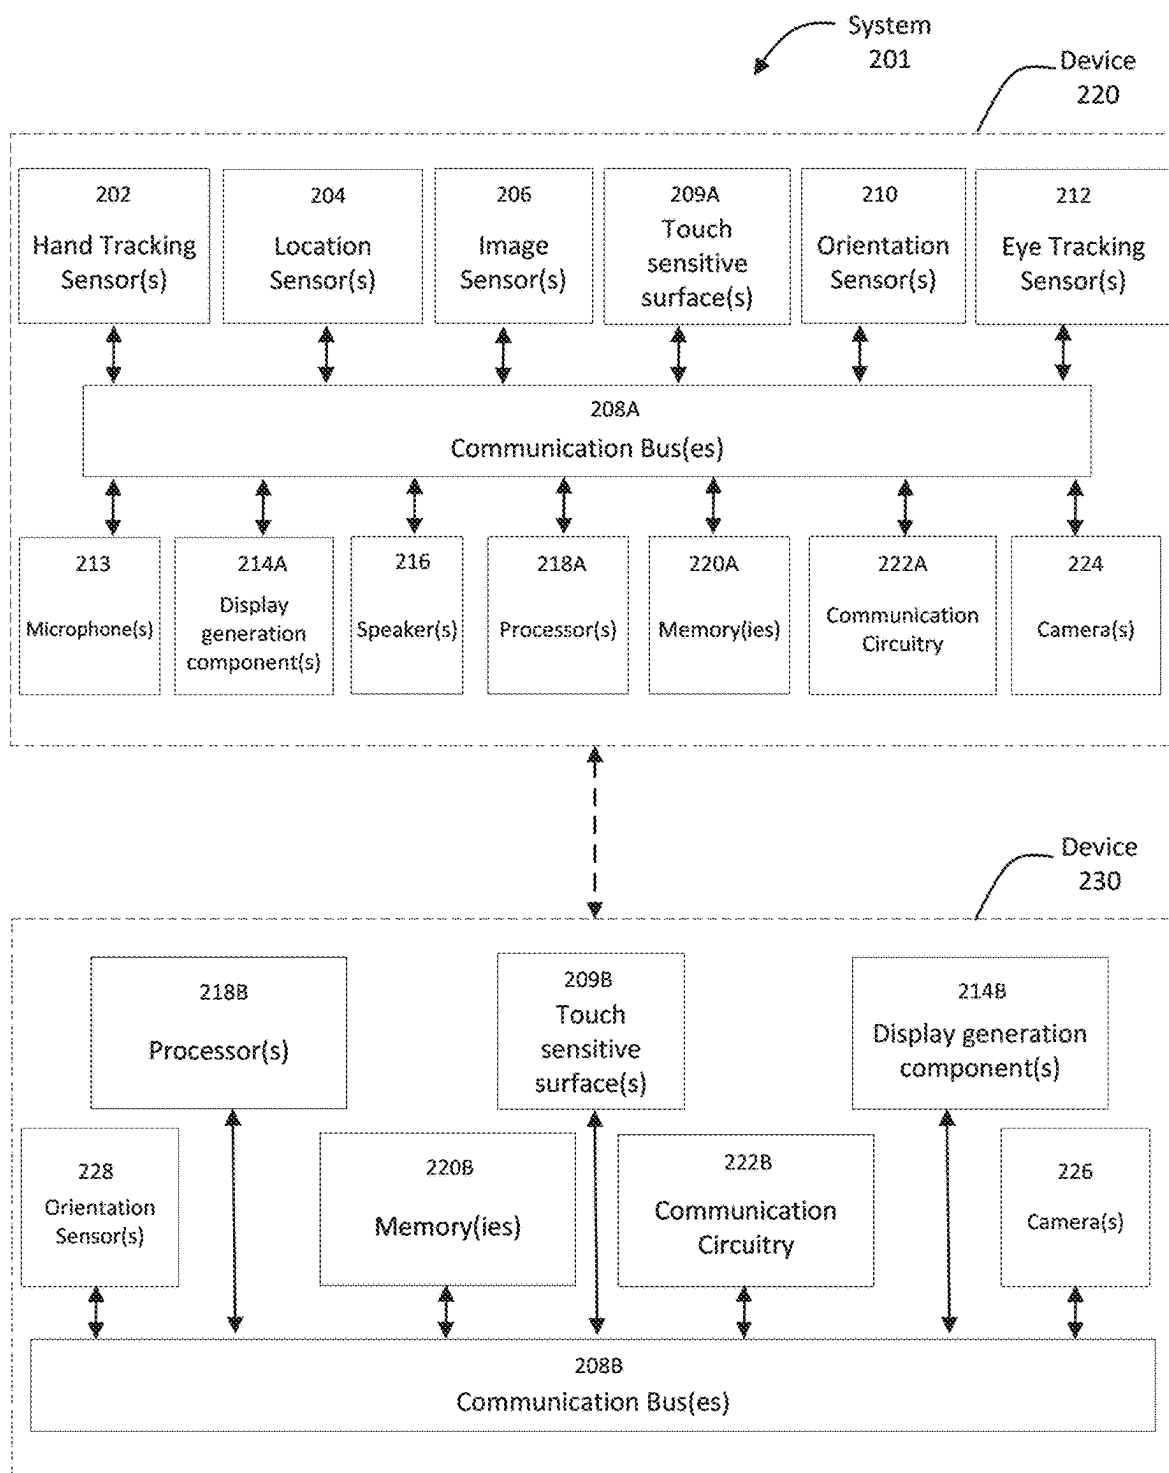 System
201
Device
220
202
Hand Tracking
Sensor(s)
204
Location
Sensor(s)
206
Image
Sensor(s)
209A
Touch
sensitive
surface(s)
210
Orientation
Sensor(s)
212
Eye Tracking
Sensor(s)
208A
Communication Bus(es)
213
Microphone(s)
214A
Display
generation
component(s)
216
Speaker(s)
218A
Processor(s)
220A
Memory(ies)
222A
Communication
Circuitry
224
Camera(s)
Device
230
218B
Processor(s)
209B
Touch
sensitive
surface(s)
214B
Display generation
component(s)
228
Orientation
Sensor(s)
220B
Memory(ies)
222B
Communication
Circuitry
226
Camera(s)
208B
Communication Bus(es)